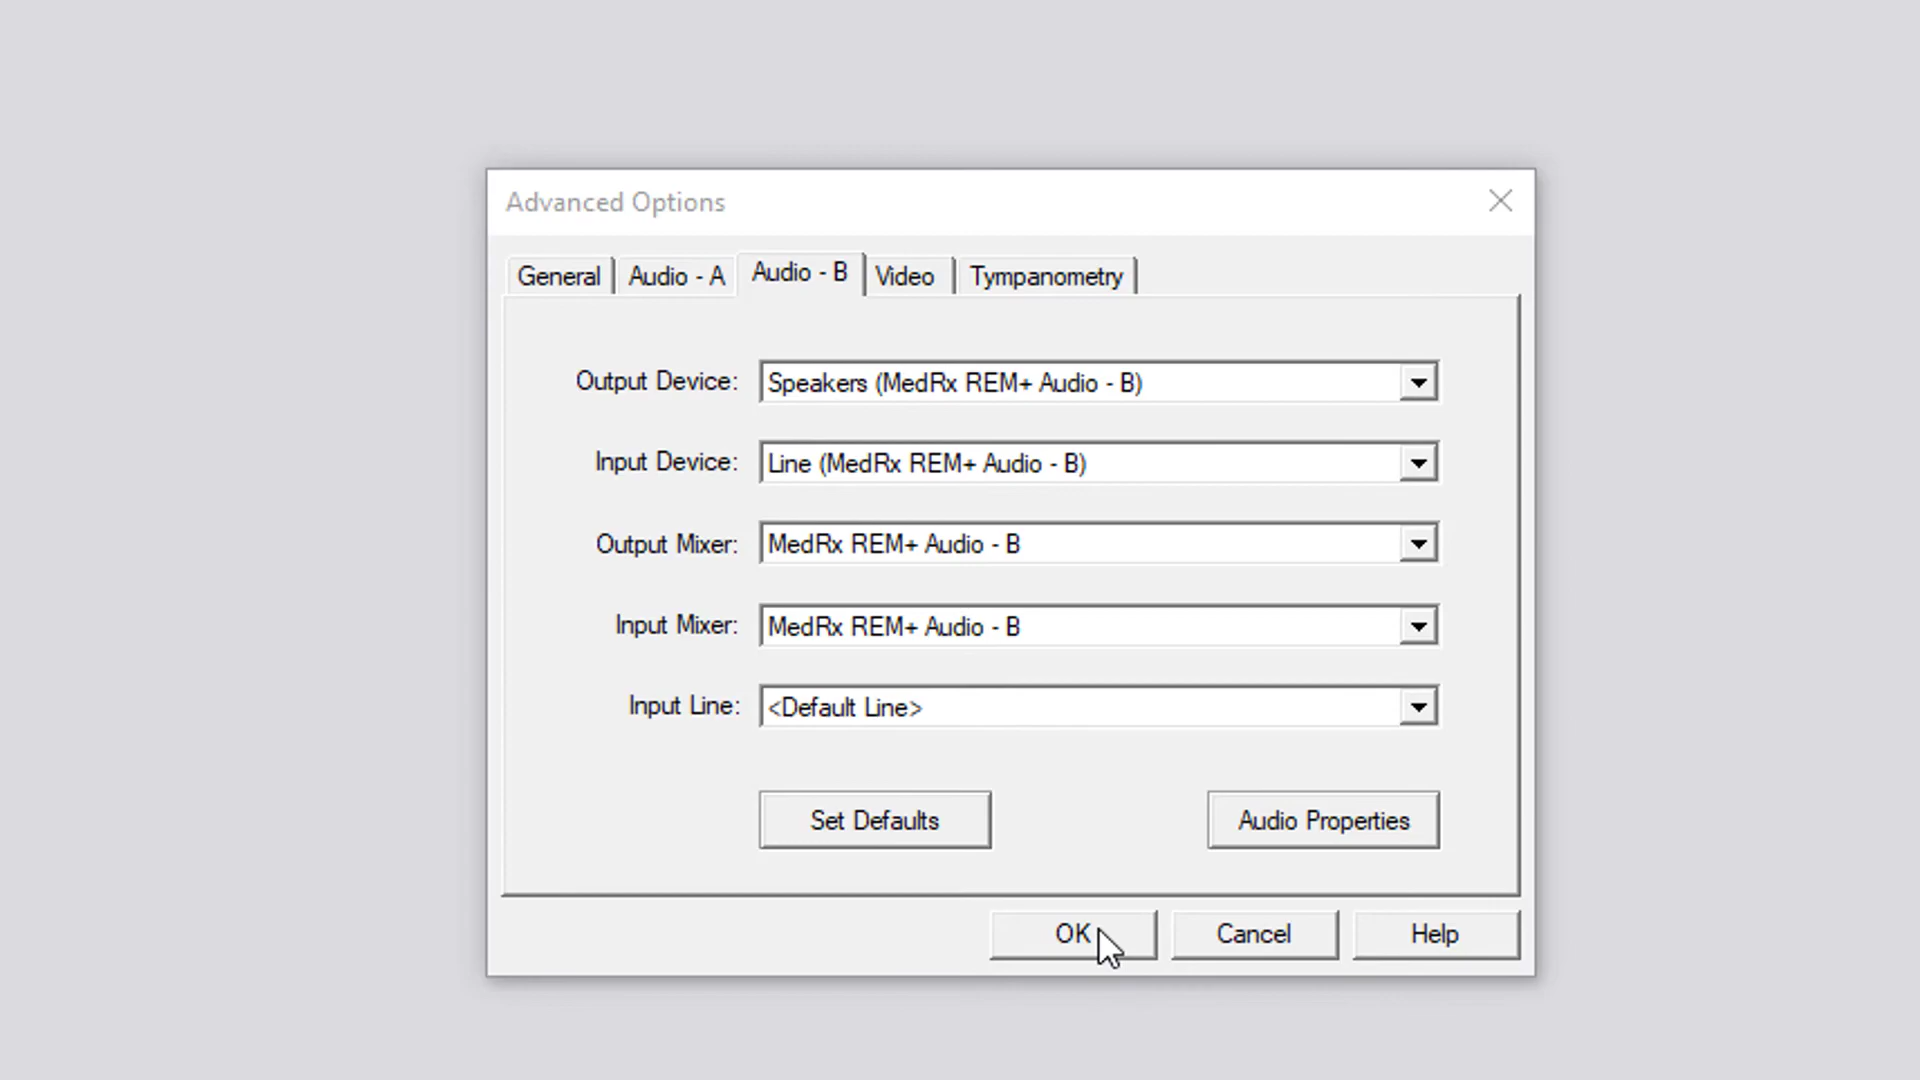 Advanced Options
General Audio - A Audio - B Video Tympanometry
Output Device: Speakers (MedRx REM+ Audio - B)
Input Device: Line (MedRx REM+ Audio - B)
Output Mixer: MedRx REM+ Audio - B
Input Mixer: MedRx REM+ Audio - B
Input Line: <Default Line>
Set Defaults Audio Properties
OK Cancel Help